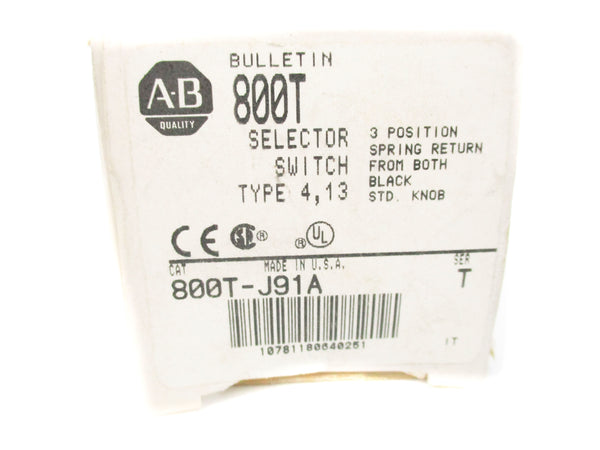 A-B
QUALITY
BULLETIN
800T
SELECTOR
SWITCH
TYPE 4,13
3 POSITION
SPRING RETURN
FROM BOTH
BLACK
STD. KNOB
CE
®
®
UL
CAT
MADE IN U.S.A.
SER
800T-J91A
T
10781180640251
IT